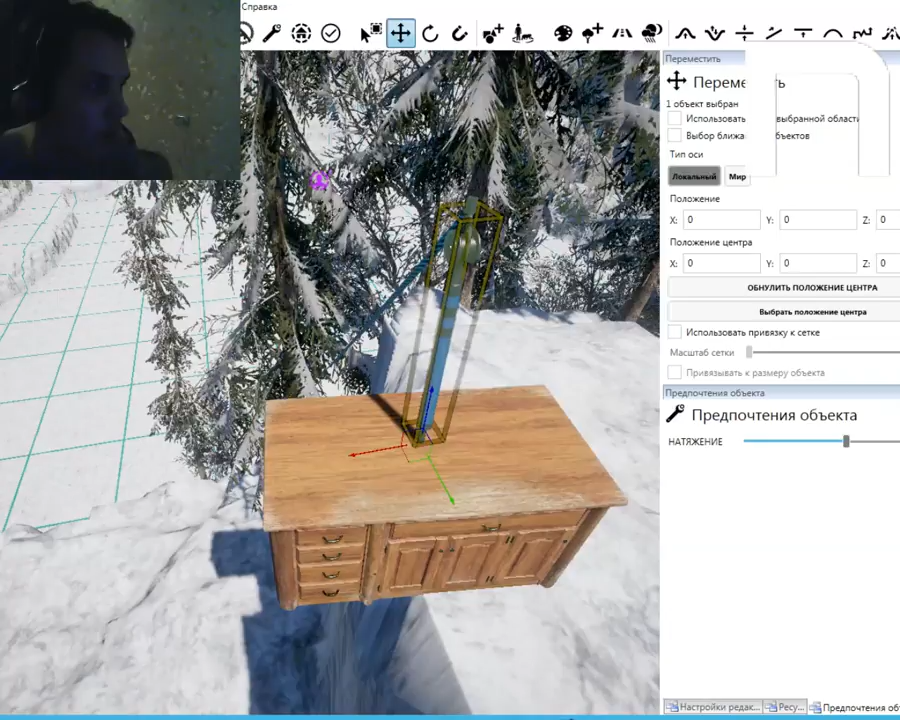 Справка
Переместить
Переме ть
1 объект выбран
Использовать выбранной област
Выбор ближа объектов
Тип оси
Локальный Мир
Положение
X: 0 Y: 0 Z: 0
Положение центра
X: 0 Y: 0 Z: 0
ОБНУЛИТЬ ПОЛОЖЕНИЕ ЦЕНТРА
Выбрать положение центра
Использовать привязку к сетке
Масштаб сетки
Привязывать к размеру объекта
Предпочтения объекта
Предпочтения объекта
НАТЯЖЕНИЕ
Настройки редак... Ресу... Предпочтения об